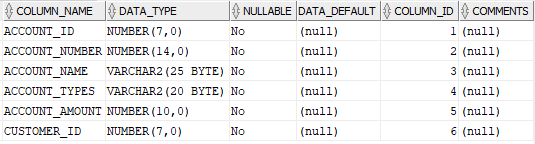 COLUMN_NAME DATA_TYPE NULLABLE DATA_DEFAULT COLUMN_ID COMMENTS
ACCOUNT_ID NUMBER(7,0) No (null) 1 (null)
ACCOUNT_NUMBER NUMBER(14,0) No (null) 2 (null)
ACCOUNT_NAME VARCHAR2(25 BYTE) No (null) 3 (null)
ACCOUNT_TYPES VARCHAR2(20 BYTE) No (null) 4 (null)
ACCOUNT_AMOUNT NUMBER(10,0) No (null) 5 (null)
CUSTOMER_ID NUMBER(7,0) No (null) 6 (null)